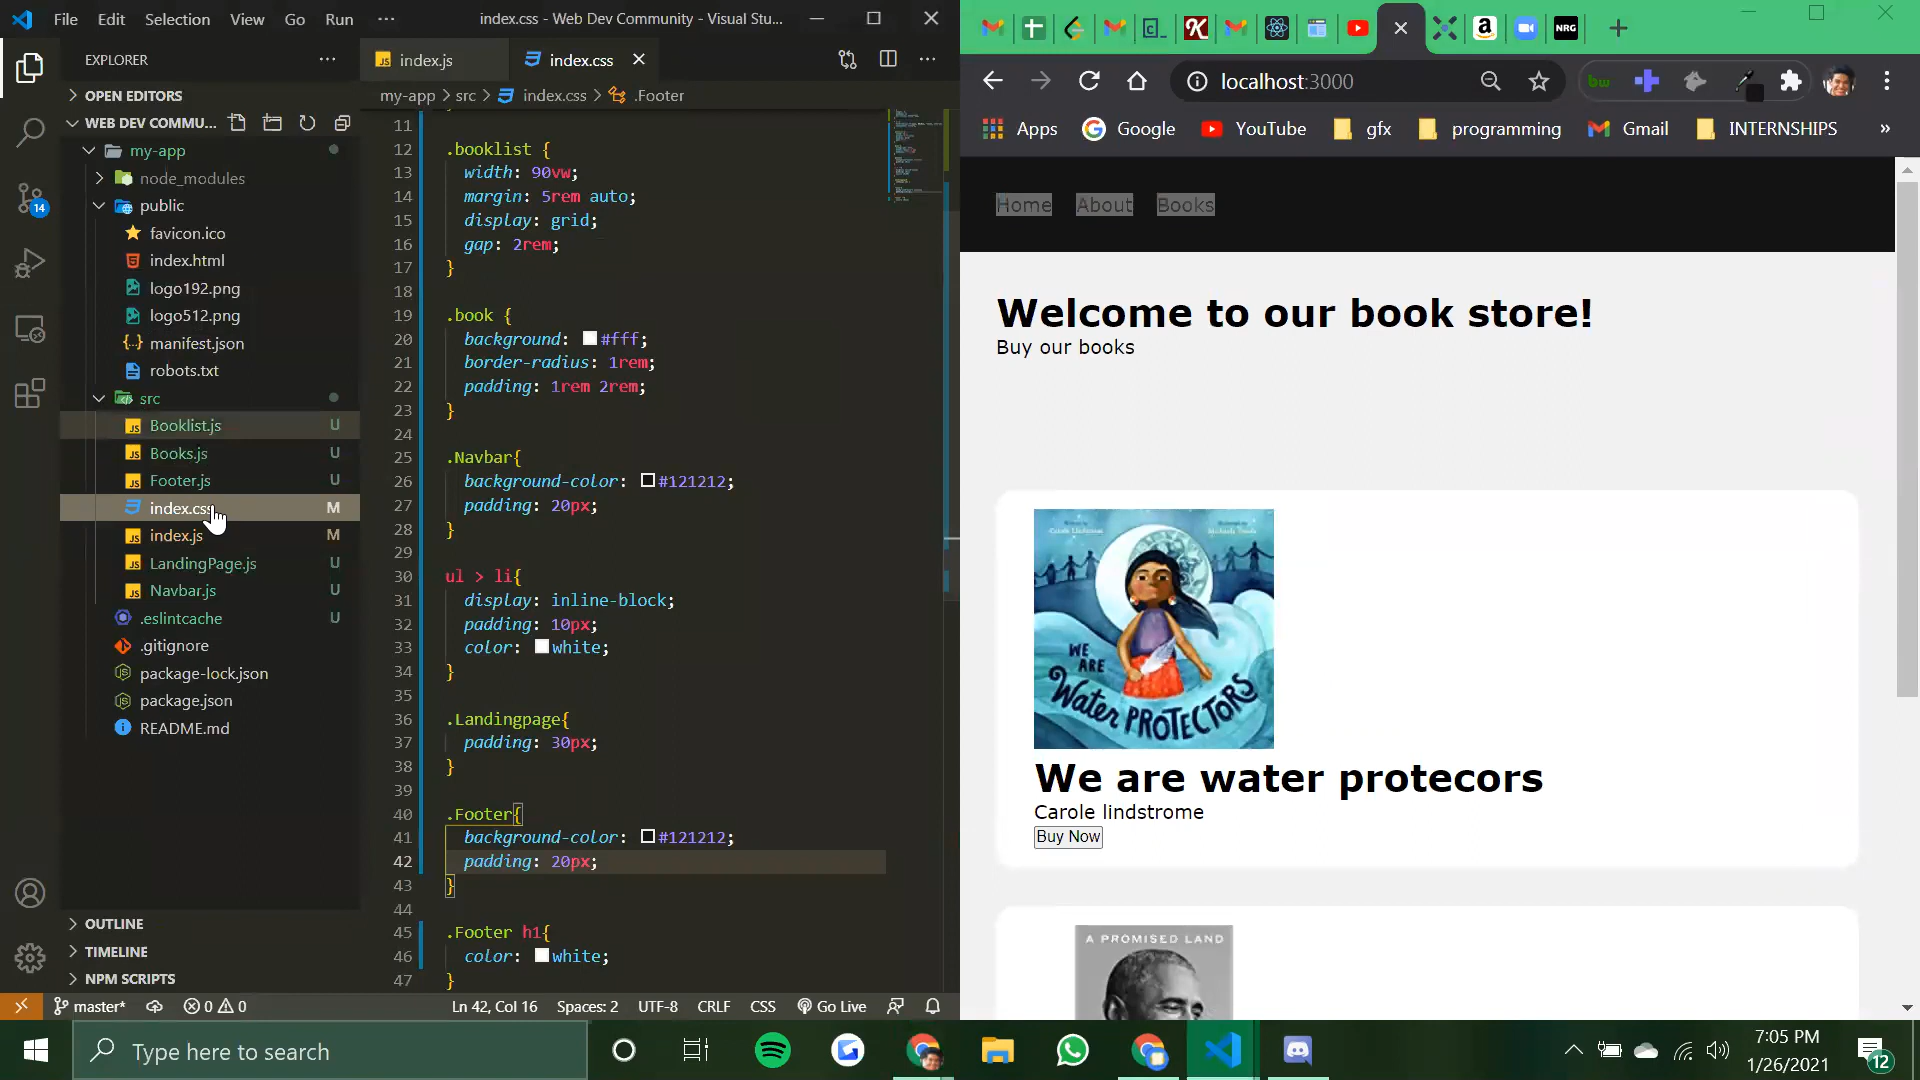 File Edit Selection View Go Run ··· index.css - Web Dev Community - Visual Stu...
EXPLORER ···
OPEN EDITORS
WEB DEV COMMU...
my-app
node_modules
public
favicon.ico
index.html
logo192.png
logo512.png
manifest.json
robots.txt
src
Booklist.js U
Books.js U
Footer.js U
index.css M
index.js M
LandingPage.js U
Navbar.js U
.eslintcache U
.gitignore
package-lock.json
package.json
README.md
OUTLINE
TIMELINE
NPM SCRIPTS
14
index.js index.css
my-app > src > index.css > .Footer
11
12 .booklist {
13 width: 90vw;
14 margin: 5rem auto;
15 display: grid;
16 gap: 2rem;
17 }
18
19 .book {
20 background: #fff;
21 border-radius: 1rem;
22 padding: 1rem 2rem;
23 }
24
25 .Navbar{
26 background-color: #121212;
27 padding: 20px;
28 }
29
30 ul > li{
31 display: inline-block;
32 padding: 10px;
33 color: white;
34 }
35
36 .Landingpage{
37 padding: 30px;
38 }
39
40 .Footer{
41 background-color: #121212;
42 padding: 20px;
43 }
44
45 .Footer h1{
46 color: white;
47 }
master* 0 0 Ln 42, Col 16 Spaces: 2 UTF-8 CRLF CSS Go Live
NRG
localhost:3000
Apps Google YouTube gfx programming Gmail INTERNSHIPS »
Home About Books
Welcome to our book store!
Buy our books
WE
ARE
Water PROTECTORS
We are water protecors
Carole lindstrome
Buy Now
A PROMISED LAND
Type here to search
7:05 PM
1/26/2021
12